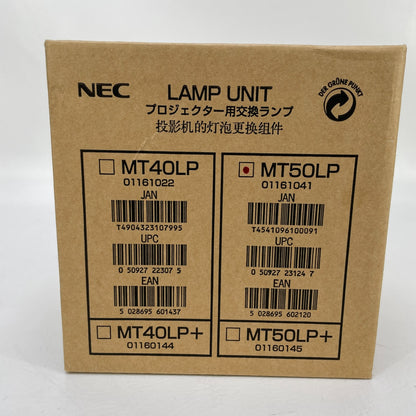 NEC LAMP UNIT
DER GRÜNE PUNKT
プロジェクター用交換ランプ
投影机的灯泡更换组件
MT40LP
01161022
JAN
T4904323107995
UPC
0 50927 22307 5
EAN
5 028695 601437
MT40LP+
01160144
MT50LP
01161041
JAN
T4541096100091
UPC
0 50927 23124 7
EAN
5 028695 602120
MT50LP+
01160145